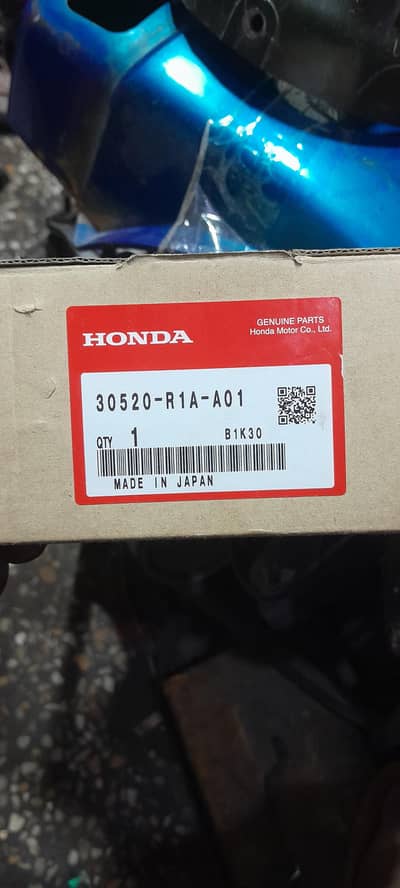 HONDA
GENUINE PARTS
Honda Motor Co., Ltd.
30520-R1A-A01
QTY 1 B1K30
MADE IN JAPAN